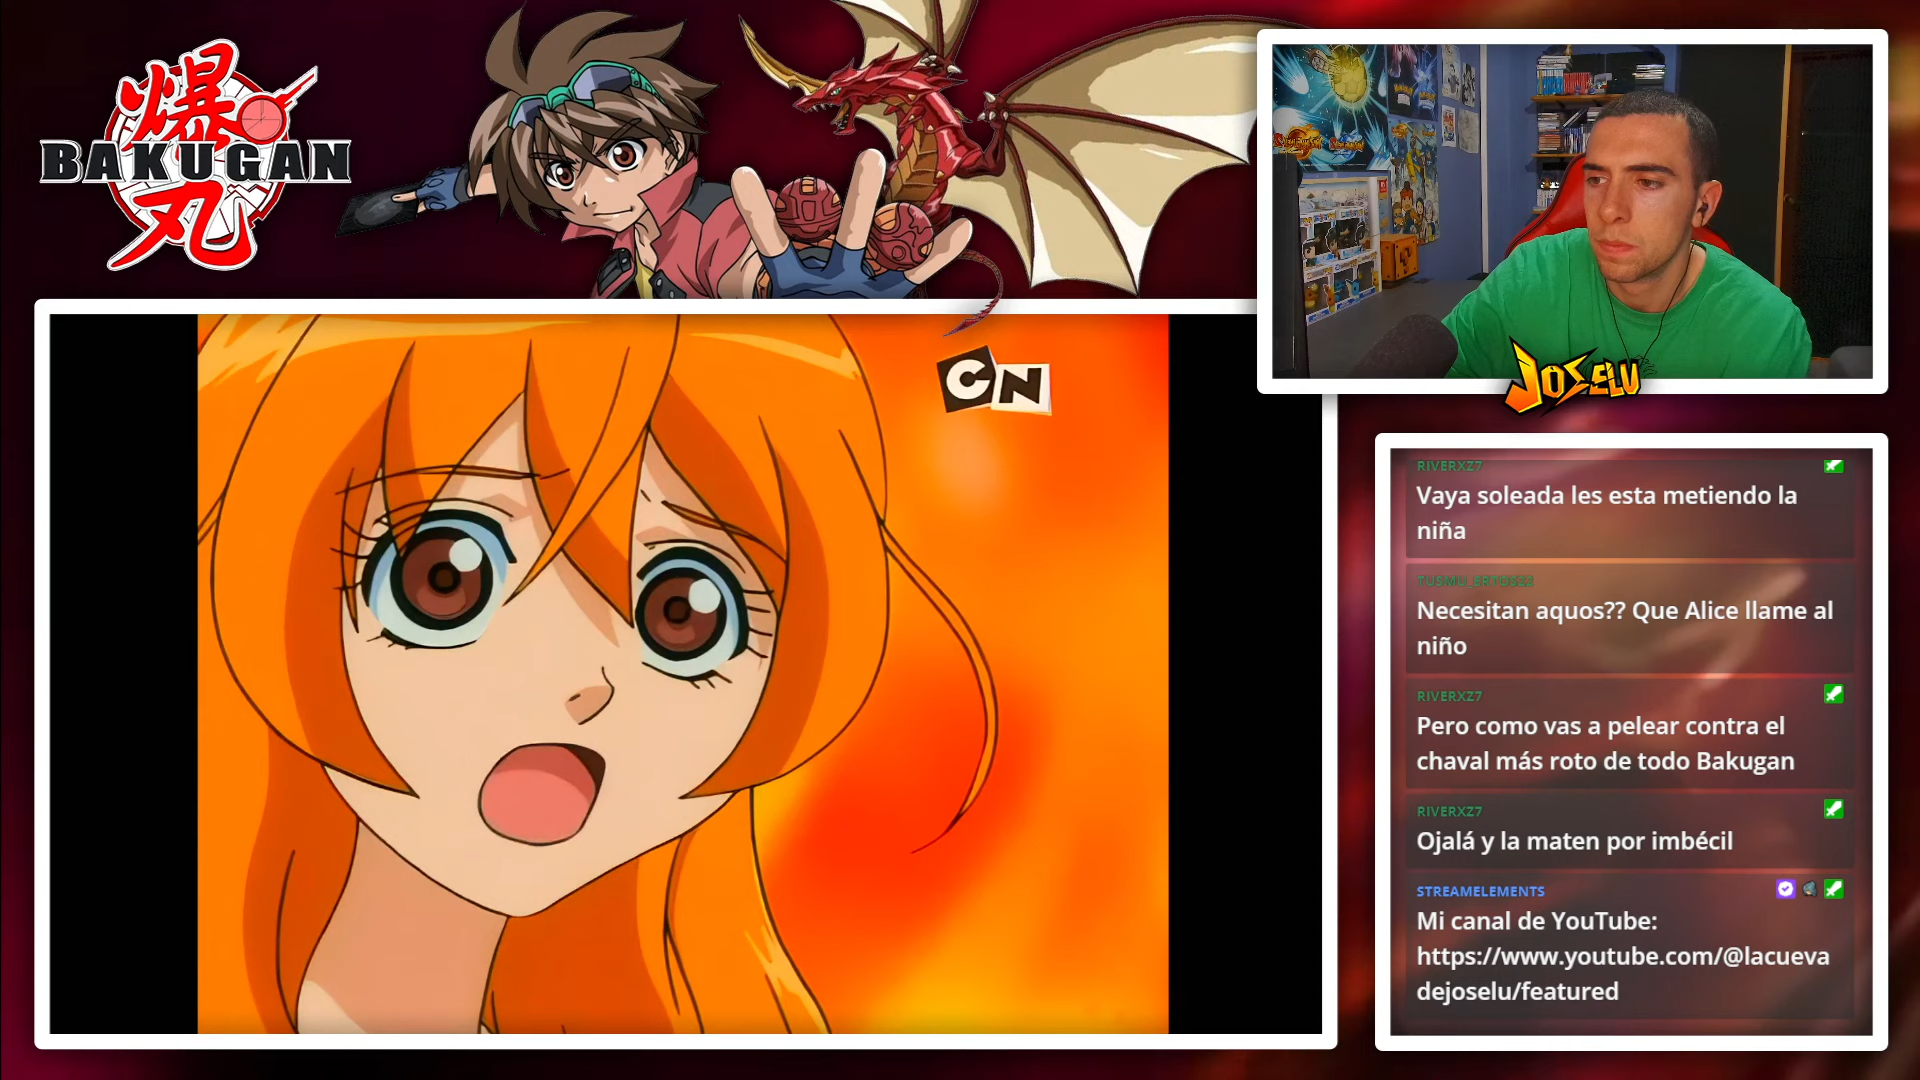 爆
BAKUGAN
丸
CN
JOSELU
RIVERXZ7
Vaya soleada les esta metiendo la
niña
Necesitan aquos?? Que Alice llame al
niño
RIVERXZ7
Pero como vas a pelear contra el
chaval más roto de todo Bakugan
RIVERXZ7
Ojalá y la maten por imbécil
STREAMELEMENTS
Mi canal de YouTube:
https://www.youtube.com/@lacueva
dejoselu/featured